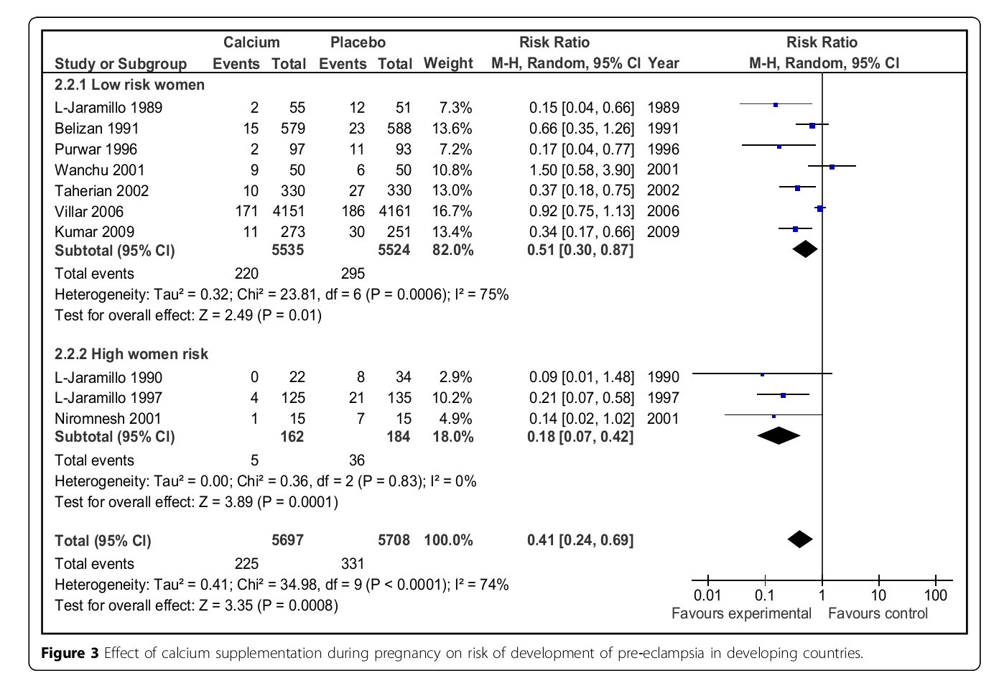 Calcium Placebo Risk Ratio Risk Ratio
Study or Subgroup Events Total Events Total Weight M-H, Random, 95% CI Year M-H, Random, 95% CI
2.2.1 Low risk women
L-Jaramillo 1989 2 55 12 51 7.3% 0.15 [0.04, 0.66] 1989
Belizan 1991 15 579 23 588 13.6% 0.66 [0.35, 1.26] 1991
Purwar 1996 2 97 11 93 7.2% 0.17 [0.04, 0.77] 1996
Wanchu 2001 9 50 6 50 10.8% 1.50 [0.58, 3.90] 2001
Taherian 2002 10 330 27 330 13.0% 0.37 [0.18, 0.75] 2002
Villar 2006 171 4151 186 4161 16.7% 0.92 [0.75, 1.13] 2006
Kumar 2009 11 273 30 251 13.4% 0.34 [0.17, 0.66] 2009
Subtotal (95% CI) 5535 5524 82.0% 0.51 [0.30, 0.87]
Total events 220 295
Heterogeneity: Tau² = 0.32; Chi² = 23.81, df = 6 (P = 0.0006); I² = 75%
Test for overall effect: Z = 2.49 (P = 0.01)
2.2.2 High women risk
L-Jaramillo 1990 0 22 8 34 2.9% 0.09 [0.01, 1.48] 1990
L-Jaramillo 1997 4 125 21 135 10.2% 0.21 [0.07, 0.58] 1997
Niromnesh 2001 1 15 7 15 4.9% 0.14 [0.02, 1.02] 2001
Subtotal (95% CI) 162 184 18.0% 0.18 [0.07, 0.42]
Total events 5 36
Heterogeneity: Tau² = 0.00; Chi² = 0.36, df = 2 (P = 0.83); I² = 0%
Test for overall effect: Z = 3.89 (P = 0.0001)
Total (95% CI) 5697 5708 100.0% 0.41 [0.24, 0.69]
Total events 225 331
Heterogeneity: Tau² = 0.41; Chi² = 34.98, df = 9 (P < 0.0001); I² = 74%
Test for overall effect: Z = 3.35 (P = 0.0008)
0.01 0.1 1 10 100
Favours experimental Favours control
Figure 3 Effect of calcium supplementation during pregnancy on risk of development of pre-eclampsia in developing countries.